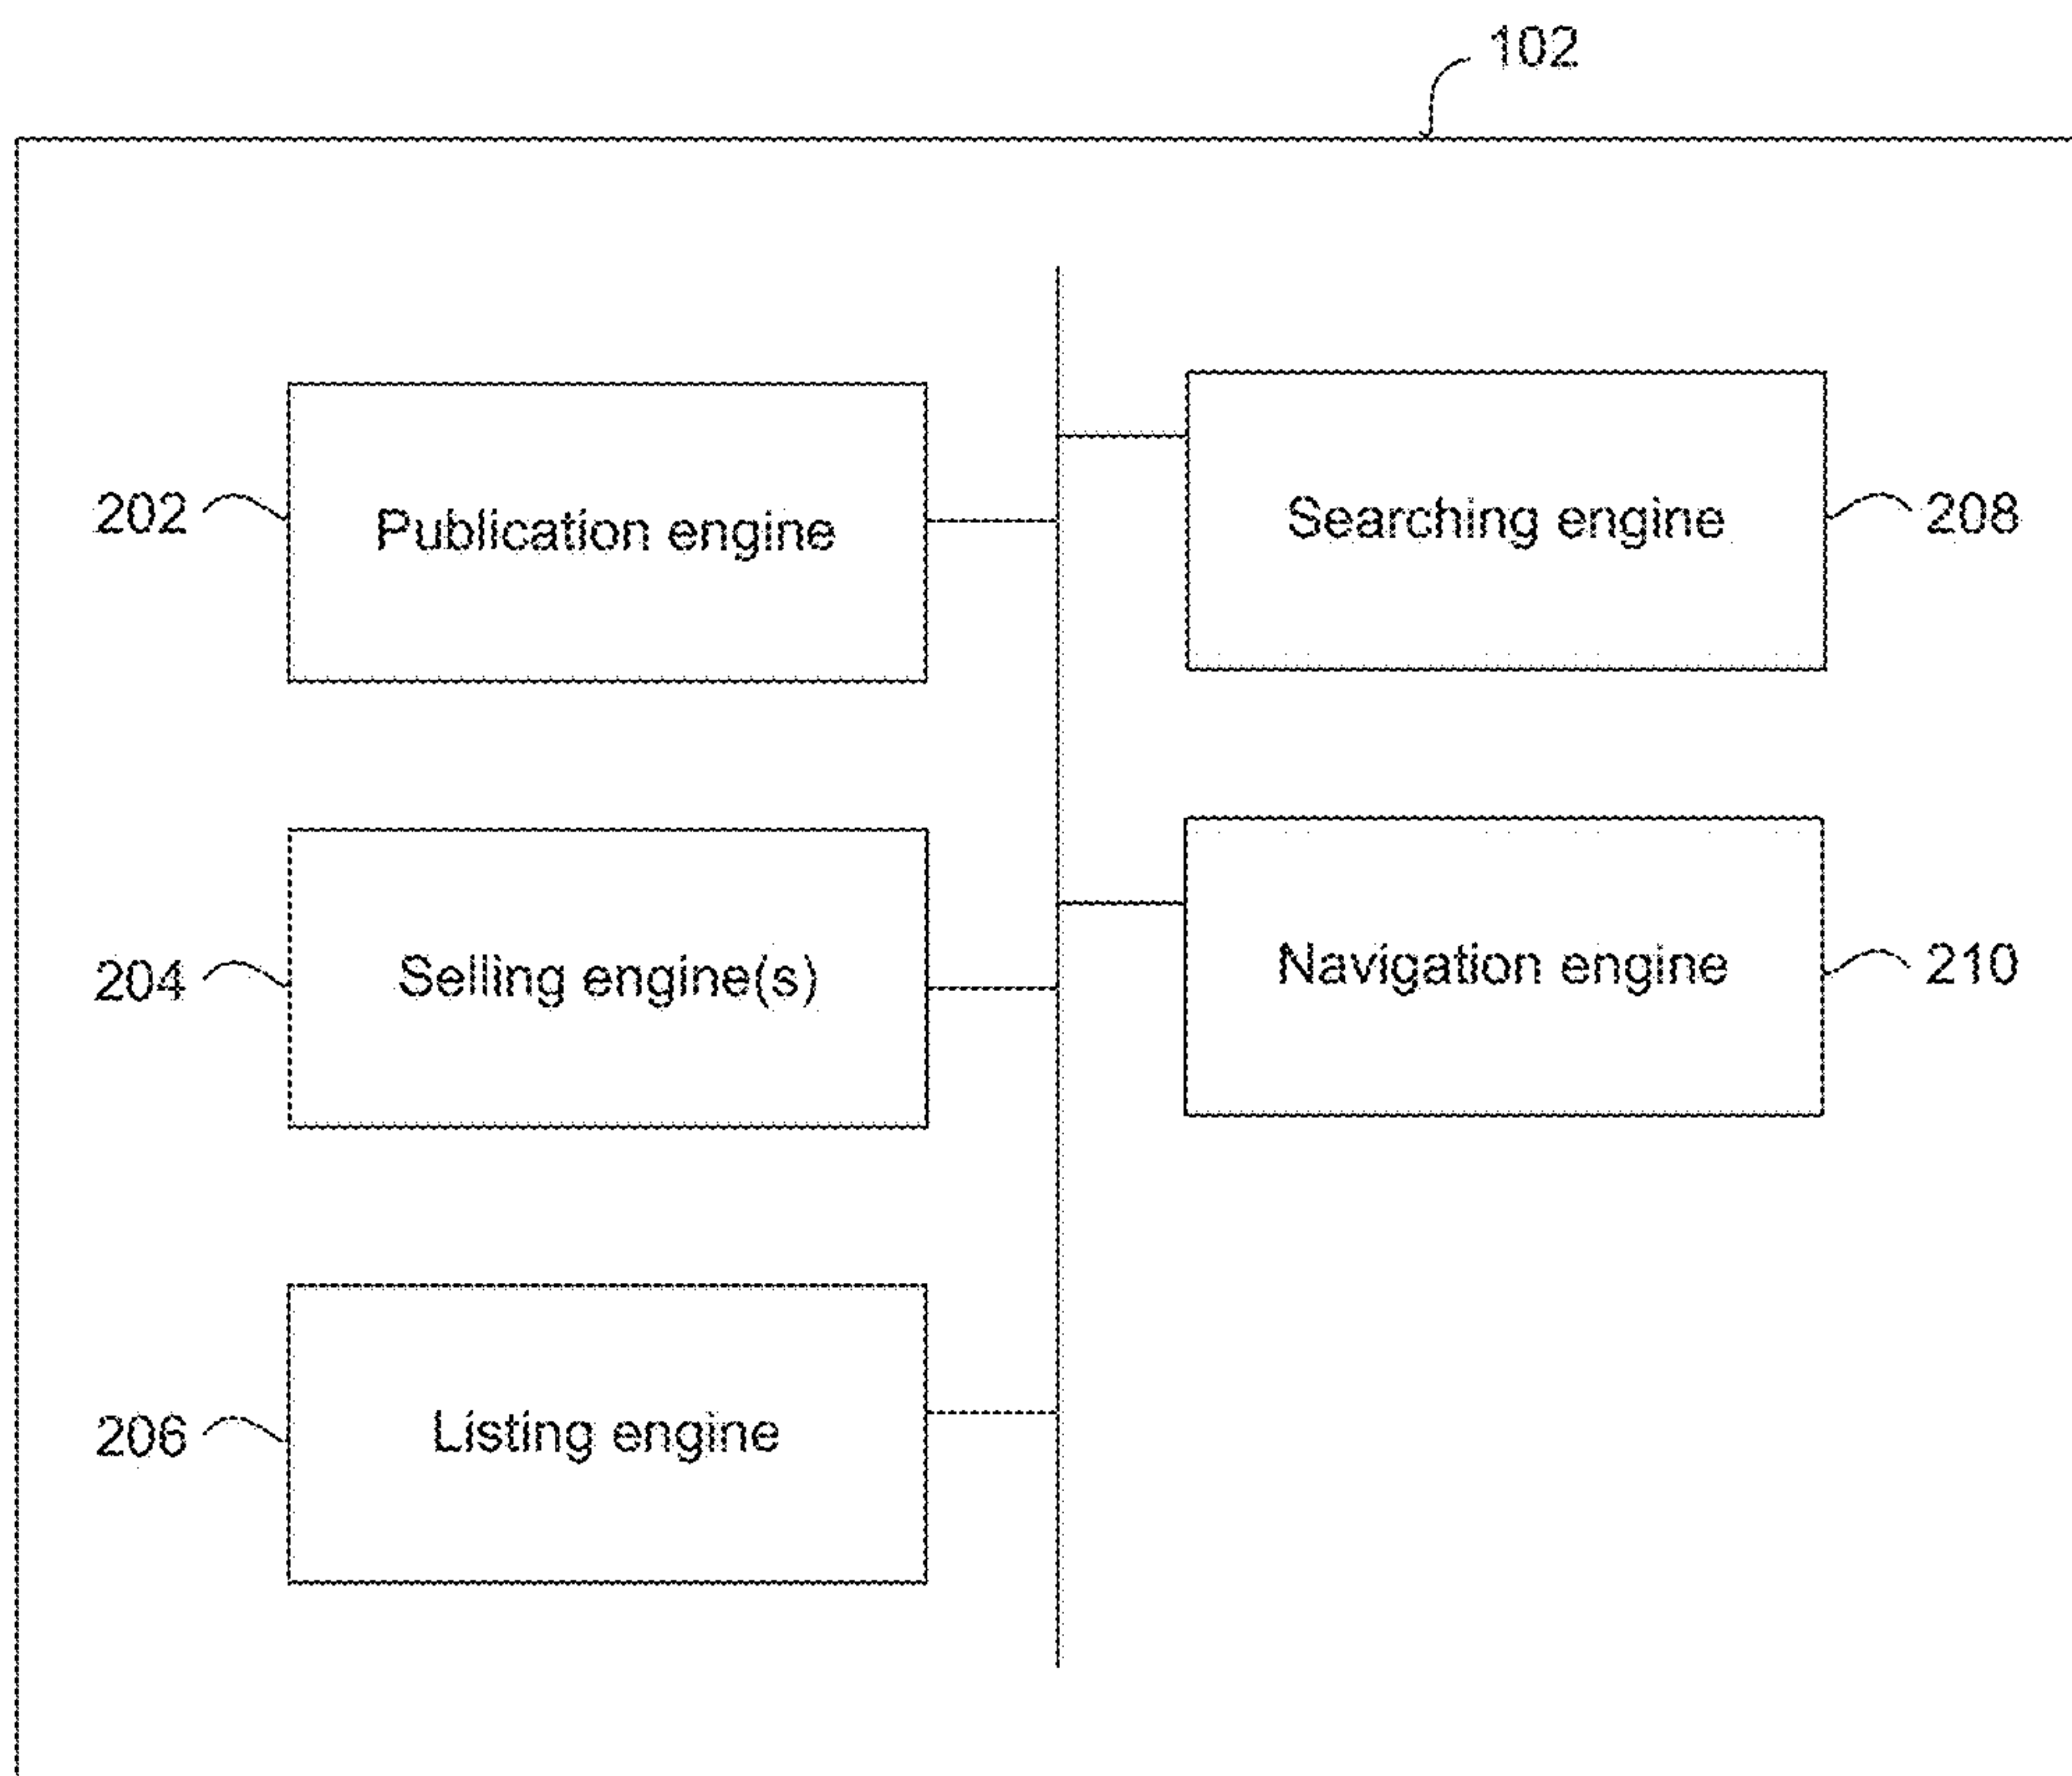 102
202
Publication engine
Searching engine
208
204
Selling engine(s)
Navigation engine
210
206
Listing engine